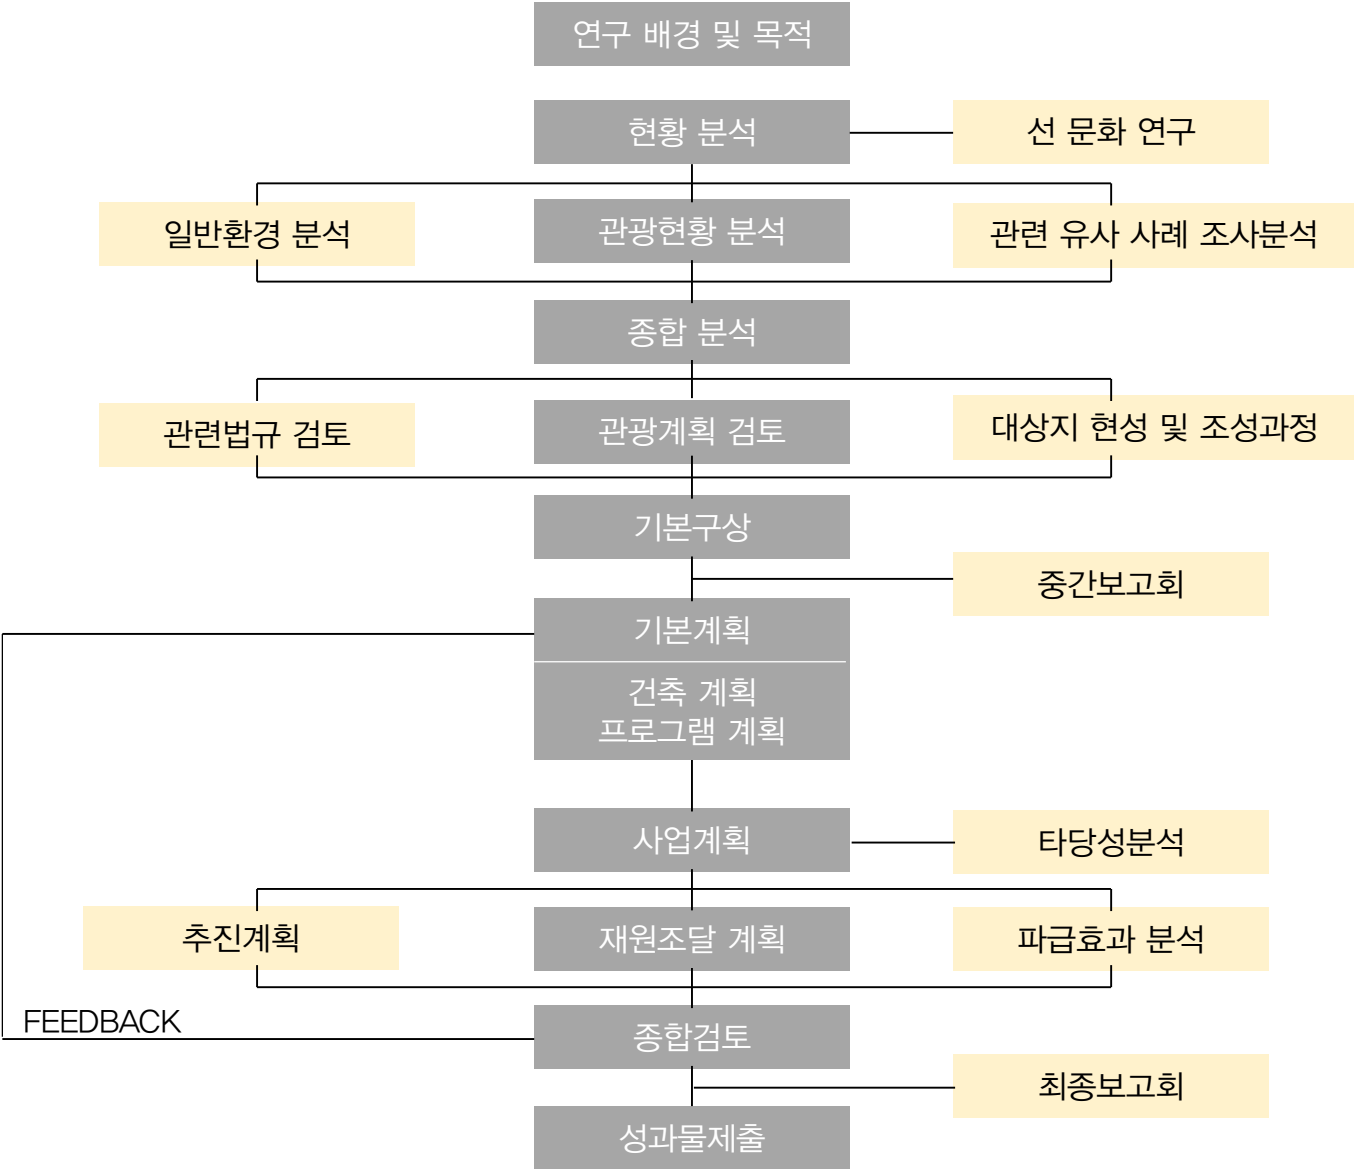 연구 배경 및 목적
현황 분석
선 문화 연구
일반환경 분석
관광현황 분석
관련 유사 사례 조사분석
종합 분석
관련법규 검토
관광계획 검토
대상지 현성 및 조성과정
기본구상
중간보고회
기본계획
건축 계획
프로그램 계획
사업계획
타당성분석
추진계획
재원조달 계획
파급효과 분석
FEEDBACK
종합검토
최종보고회
성과물제출